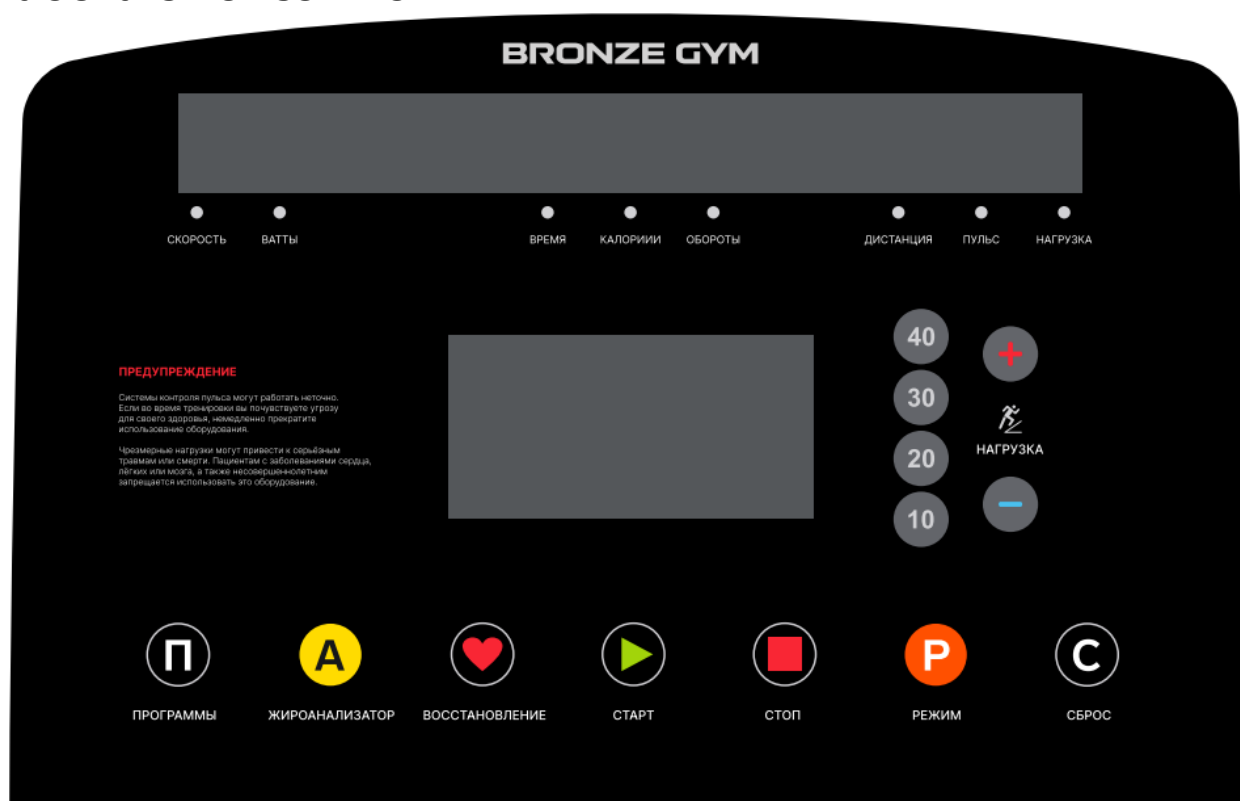 BRONZE GYM
СКОРОСТЬ ВАТТЫ ВРЕМЯ КАЛОРИИИ ОБОРОТЫ ДИСТАНЦИЯ ПУЛЬС НАГРУЗКА
ПРЕДУПРЕЖДЕНИЕ
Системы контроля пульса могут работать неточно.
Если во время тренировки вы почувствуете угрозу
для своего здоровья, немедленно прекратите
использование оборудования.
Чрезмерные нагрузки могут привести к серьёзным
травмам или смерти. Пациентам с заболеваниями сердца,
лёгких или мозга, а также несовершеннолетним
запрещается использовать это оборудование.
40
30
20
10
+
НАГРУЗКА
−
П А Р С
ПРОГРАММЫ ЖИРОАНАЛИЗАТОР ВОССТАНОВЛЕНИЕ СТАРТ СТОП РЕЖИМ СБРОС